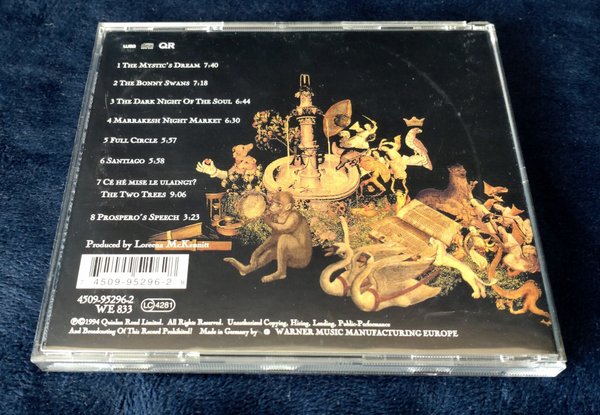 wea QR
1 The Mystic's Dream 7:40
2 The Bonny Swans 7:18
3 The Dark Night Of The Soul 6:44
4 Marrakesh Night Market 6:30
5 Full Circle 5:57
6 Santiago 5:58
7 Cé hé mise le ulaingt?
The Two Trees 9:06
8 Prospero's Speech 3:23
Produced by Loreena McKennitt
4509-95296-2
4509-95296-2
WE 833
LC 4281
℗©1994 Quinlan Road Limited. All Rights Reserved. Unauthorized Copying, Hiring, Lending, Public-Performance
And Broadcasting Of This Record Prohibited! Made in Germany by WARNER MUSIC MANUFACTURING EUROPE